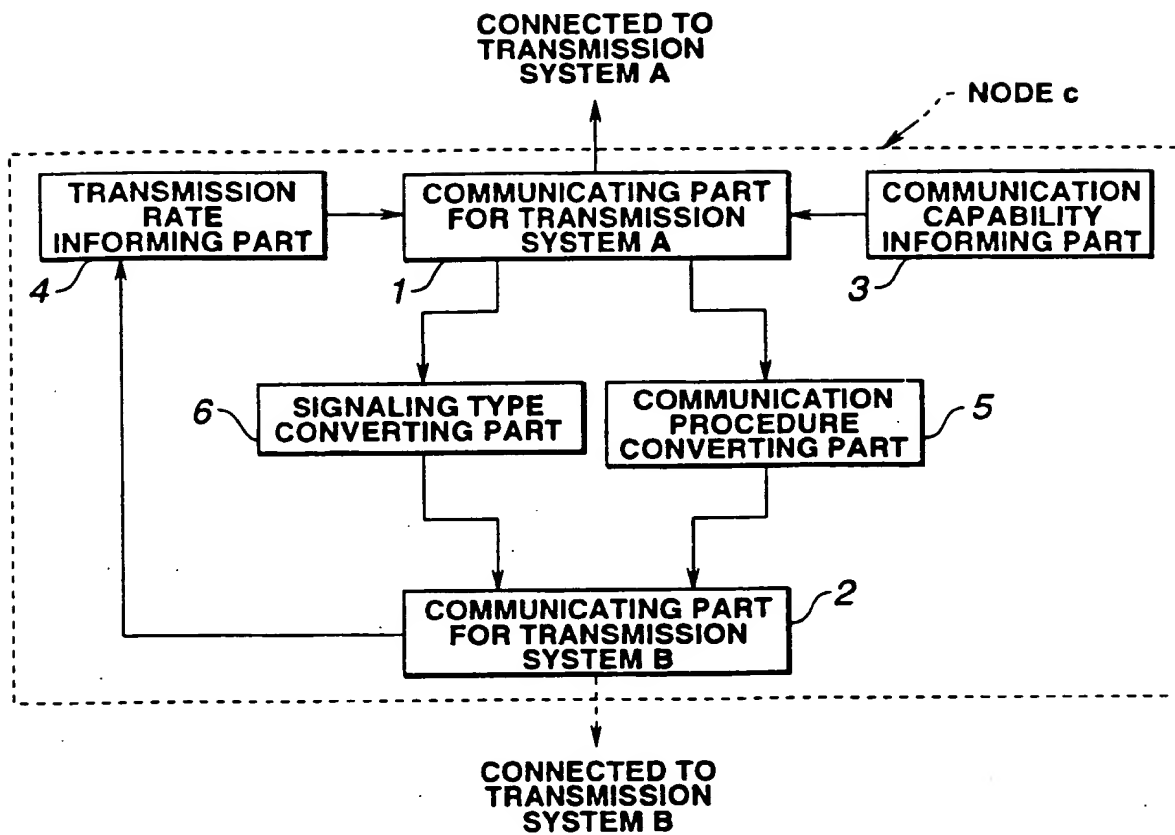 CONNECTED TO
TRANSMISSION
SYSTEM A
NODE c
TRANSMISSION
RATE
INFORMING PART
4
COMMUNICATING PART
FOR TRANSMISSION
SYSTEM A
1
COMMUNICATION
CAPABILITY
INFORMING PART
3
6
SIGNALING TYPE
CONVERTING PART
COMMUNICATION
PROCEDURE
CONVERTING PART
5
COMMUNICATING PART
FOR TRANSMISSION
SYSTEM B
2
CONNECTED TO
TRANSMISSION
SYSTEM B